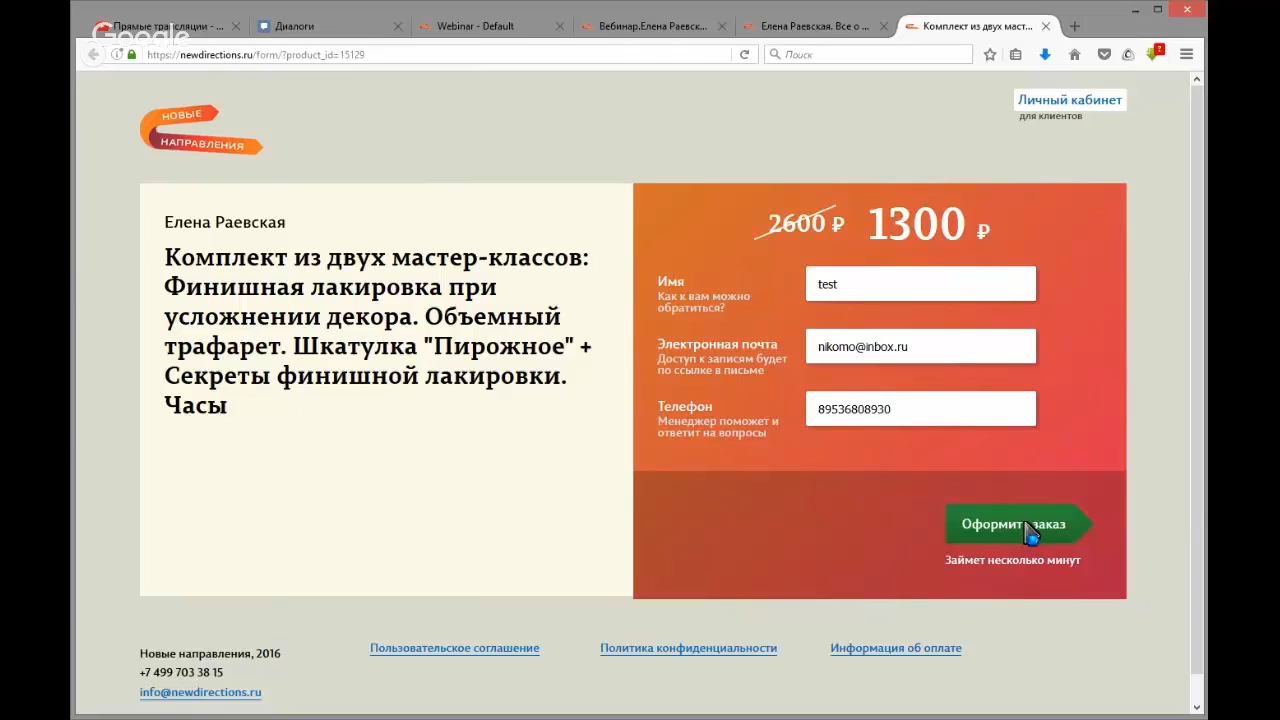 Прямые трансляции - ...
Диалоги
Webinar - Default
Вебинар.Елена Раевск...
Елена Раевская. Все о ...
Комплект из двух маст...
Google
https://newdirections.ru/form/?product_id=15129
Поиск
?
НОВЫЕ
НАПРАВЛЕНИЯ
Личный кабинет
для клиентов
Елена Раевская
Комплект из двух мастер-классов:
Финишная лакировка при
усложнении декора. Объемный
трафарет. Шкатулка "Пирожное" +
Секреты финишной лакировки.
Часы
2600 ₽ 1300 ₽
Имя
Как к вам можно
обратиться?
test
Электронная почта
Доступ к записям будет
по ссылке в письме
nikomo@inbox.ru
Телефон
Менеджер поможет и
ответит на вопросы
89536808930
Оформить заказ
Займет несколько минут
Новые направления, 2016
+7 499 703 38 15
info@newdirections.ru
Пользовательское соглашение
Политика конфиденциальности
Информация об оплате